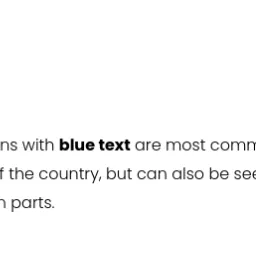 ns with blue text are most comm
f the country, but can also be see
n parts.